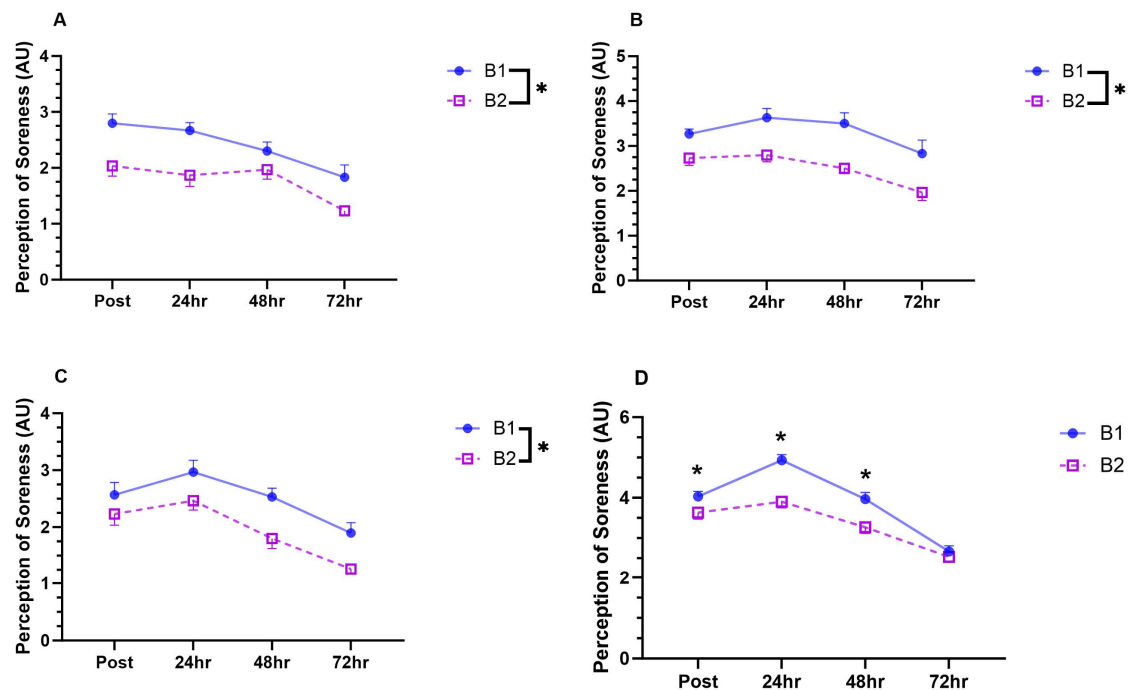 A
Perception of Soreness (AU)
4
3
2
1
0
Post 24hr 48hr 72hr
B1
B2
*
B
Perception of Soreness (AU)
5
4
3
2
1
0
Post 24hr 48hr 72hr
B1
B2
*
C
Perception of Soreness (AU)
4
3
2
1
0
Post 24hr 48hr 72hr
B1
B2
*
D
Perception of Soreness (AU)
6
4
2
0
* * *
Post 24hr 48hr 72hr
B1
B2